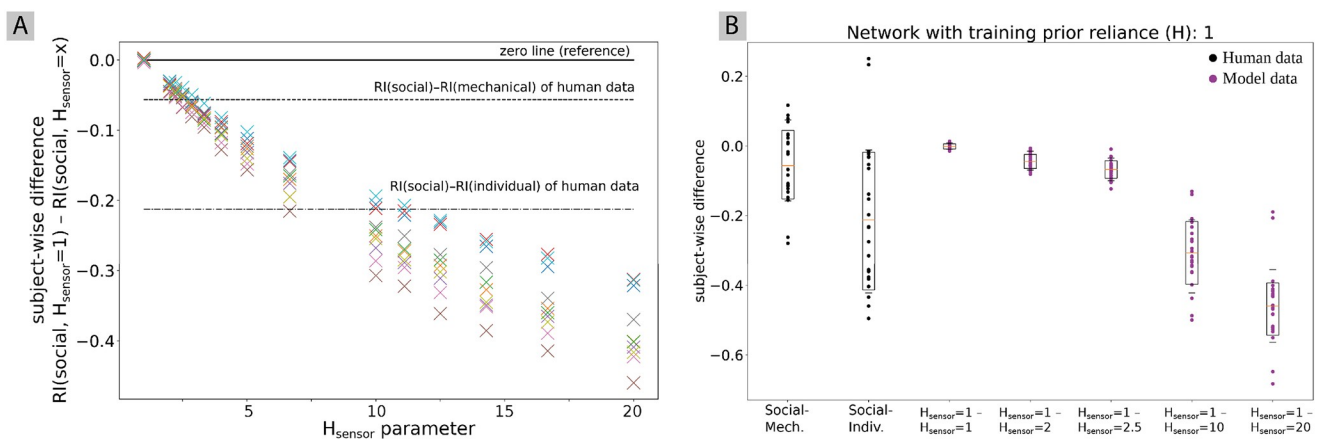 A
subject-wise difference
RI(social, Hsensor=1) – RI(social, Hsensor=x)
0.0
−0.1
−0.2
−0.3
−0.4
zero line (reference)
RI(social)–RI(mechanical) of human data
RI(social)–RI(individual) of human data
5
10
15
20
Hsensor parameter
B
Network with training prior reliance (H): 1
Human data
Model data
subject-wise difference
0.2
0.0
−0.2
−0.4
−0.6
Social-
Mech.
Social-
Indiv.
Hsensor=1 –
Hsensor=1
Hsensor=1 –
Hsensor=2
Hsensor=1 –
Hsensor=2.5
Hsensor=1 –
Hsensor=10
Hsensor=1 –
Hsensor=20